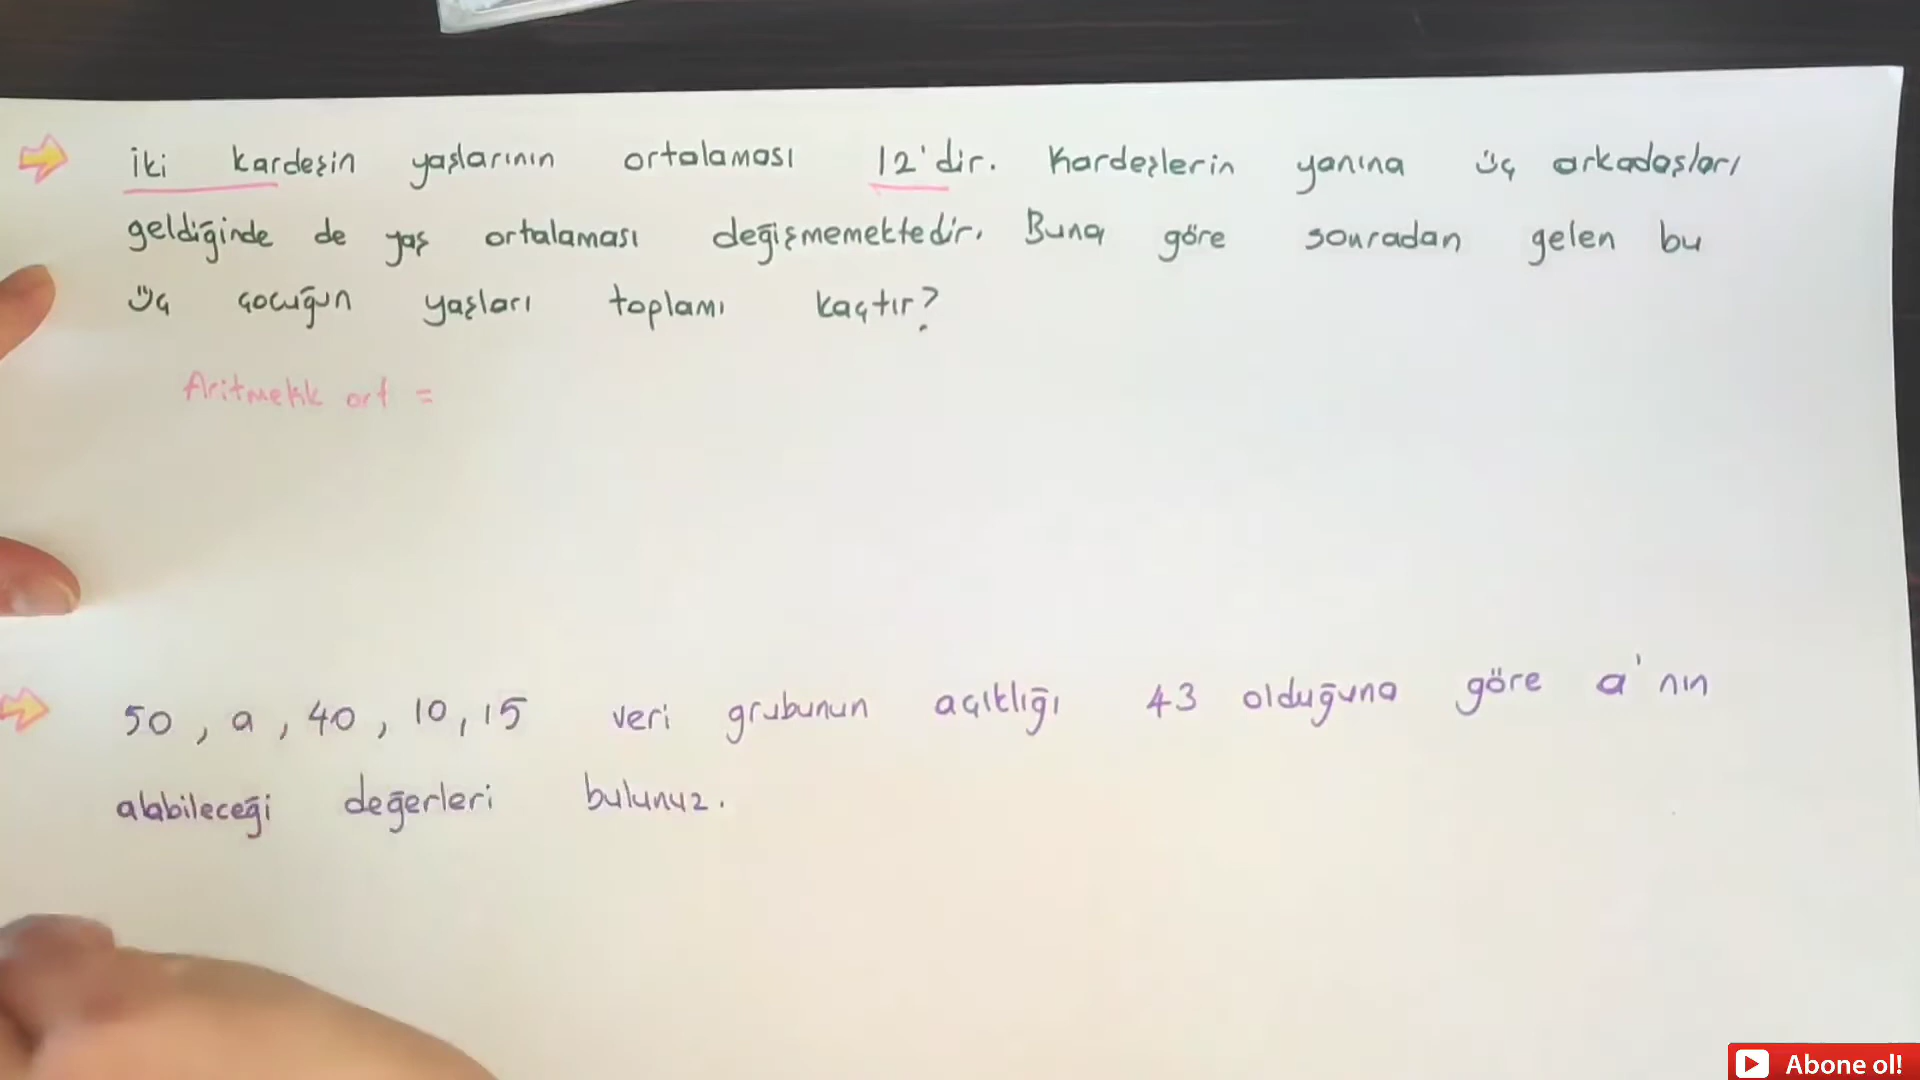 İki kardeşin yaşlarının ortalaması 12'dir. Kardeşlerin yanına üç arkadaşları
geldiğinde de yaş ortalaması değişmemektedir. Buna göre sonradan gelen bu
üç çocuğun yaşları toplamı kaçtır?
Aritmetik ort =
50, a, 40, 10, 15 veri grubunun açıklığı 43 olduğuna göre a'nın
alabileceği değerleri bulunuz.
Abone ol!